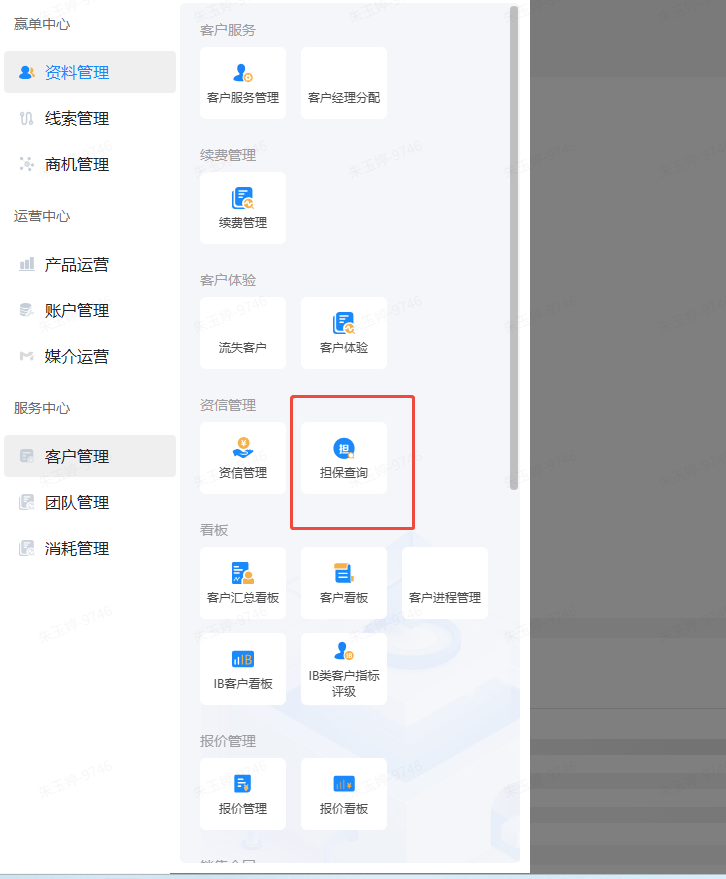 赢单中心
资料管理
线索管理
商机管理
运营中心
产品运营
账户管理
媒介运营
服务中心
客户管理
团队管理
消耗管理
客户服务
客户服务管理
客户经理分配
续费管理
续费管理
客户体验
流失客户
客户体验
资信管理
资信管理
担
担保查询
看板
客户汇总看板
客户看板
客户进程管理
IB客户看板
IB类客户指标
评级
报价管理
报价管理
报价看板
朱玉婷-9746